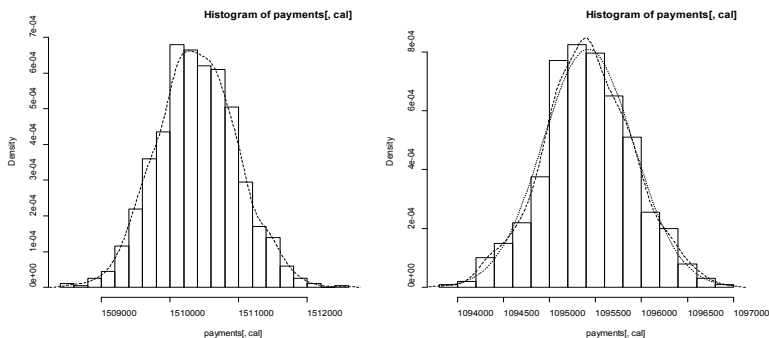 Histogram of payments[, cal]
Density
7e-04
6e-04
5e-04
4e-04
3e-04
2e-04
1e-04
0e+00
1509000 1510000 1511000 1512000
payments[, cal]
Histogram of payments[, cal]
Density
8e-04
6e-04
4e-04
2e-04
0e+00
1094000 1094500 1095000 1095500 1096000 1096500 1097000
payments[, cal]